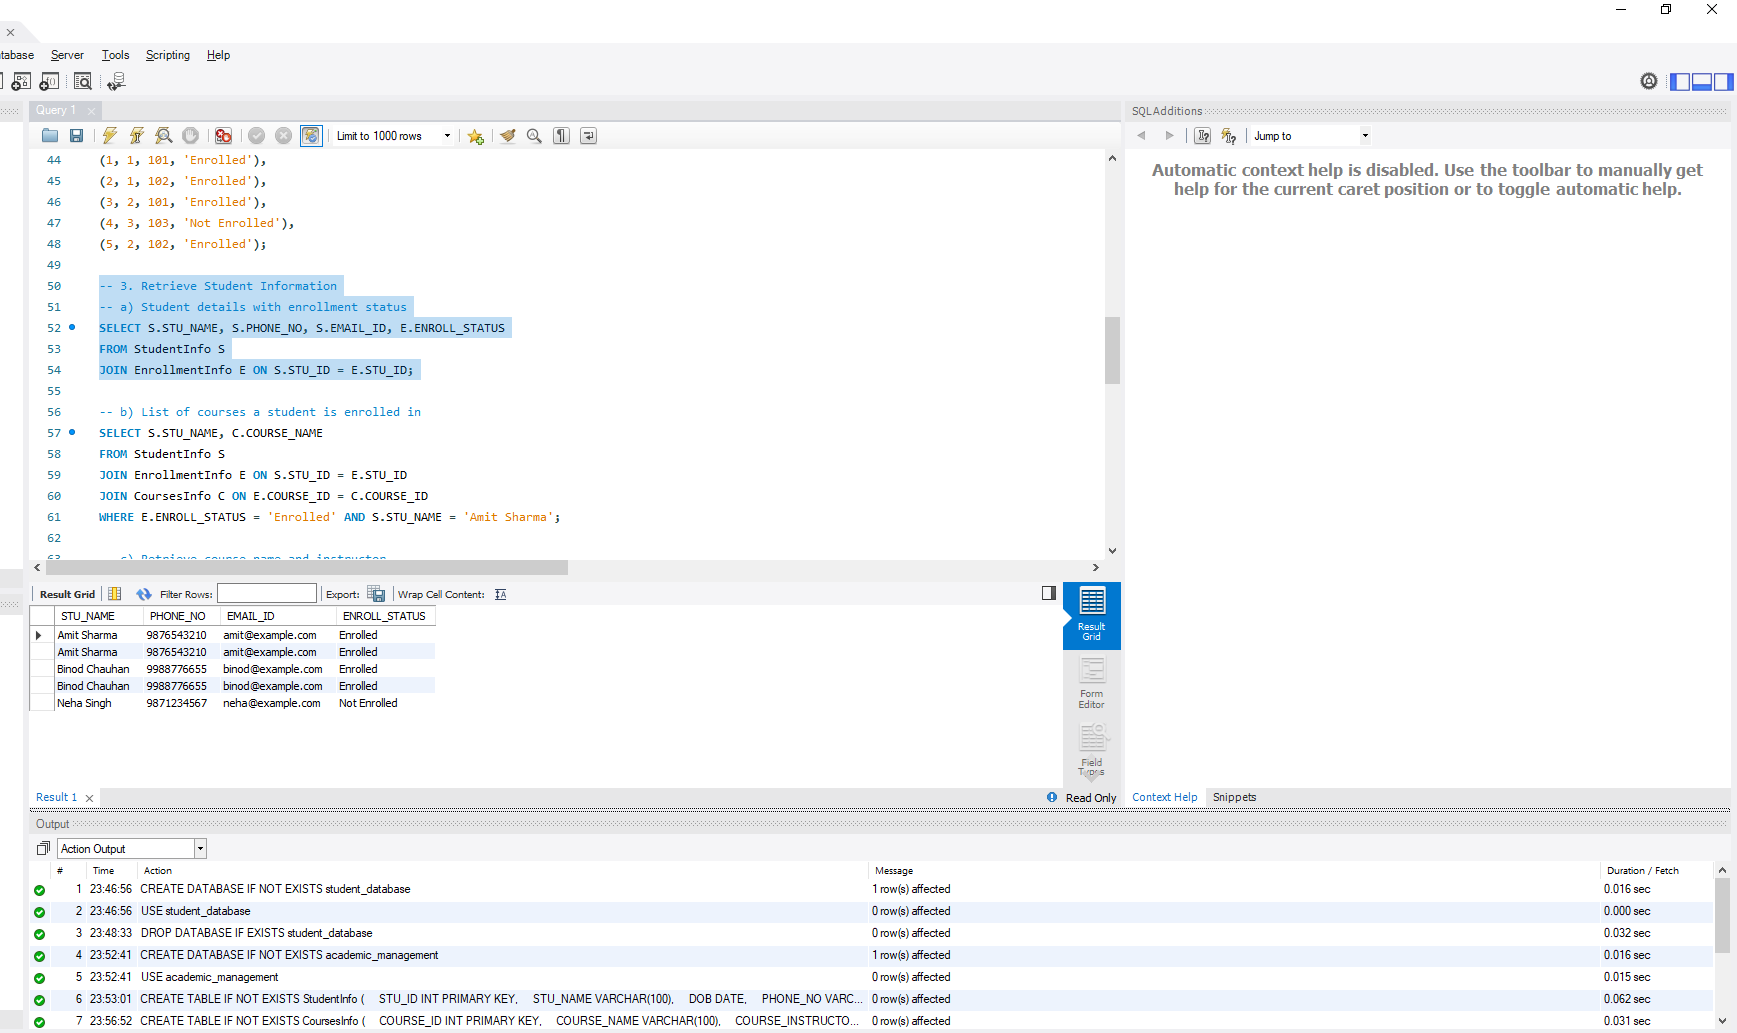 tabase Server Tools Scripting Help
Query 1
SQLAdditions
Limit to 1000 rows
Jump to
44 (1, 1, 101, 'Enrolled'),
45 (2, 1, 102, 'Enrolled'),
46 (3, 2, 101, 'Enrolled'),
47 (4, 3, 103, 'Not Enrolled'),
48 (5, 2, 102, 'Enrolled');
49
50 -- 3. Retrieve Student Information
51 -- a) Student details with enrollment status
52 SELECT S.STU_NAME, S.PHONE_NO, S.EMAIL_ID, E.ENROLL_STATUS
53 FROM StudentInfo S
54 JOIN EnrollmentInfo E ON S.STU_ID = E.STU_ID;
55
56 -- b) List of courses a student is enrolled in
57 SELECT S.STU_NAME, C.COURSE_NAME
58 FROM StudentInfo S
59 JOIN EnrollmentInfo E ON S.STU_ID = E.STU_ID
60 JOIN CoursesInfo C ON E.COURSE_ID = C.COURSE_ID
61 WHERE E.ENROLL_STATUS = 'Enrolled' AND S.STU_NAME = 'Amit Sharma';
62
63 c) Retrieve course name and instructor
Automatic context help is disabled. Use the toolbar to manually get
help for the current caret position or to toggle automatic help.
Result Grid Filter Rows: Export: Wrap Cell Content:
STU_NAME PHONE_NO EMAIL_ID ENROLL_STATUS
Amit Sharma 9876543210 amit@example.com Enrolled
Amit Sharma 9876543210 amit@example.com Enrolled
Binod Chauhan 9988776655 binod@example.com Enrolled
Binod Chauhan 9988776655 binod@example.com Enrolled
Neha Singh 9871234567 neha@example.com Not Enrolled
Result
Grid
Form
Editor
Field
Types
Result 1
Read Only
Context Help Snippets
Output
Action Output
# Time Action Message Duration / Fetch
1 23:46:56 CREATE DATABASE IF NOT EXISTS student_database 1 row(s) affected 0.016 sec
2 23:46:56 USE student_database 0 row(s) affected 0.000 sec
3 23:48:33 DROP DATABASE IF EXISTS student_database 0 row(s) affected 0.032 sec
4 23:52:41 CREATE DATABASE IF NOT EXISTS academic_management 1 row(s) affected 0.016 sec
5 23:52:41 USE academic_management 0 row(s) affected 0.015 sec
6 23:53:01 CREATE TABLE IF NOT EXISTS StudentInfo ( STU_ID INT PRIMARY KEY, STU_NAME VARCHAR(100), DOB DATE, PHONE_NO VARC... 0 row(s) affected 0.062 sec
7 23:56:52 CREATE TABLE IF NOT EXISTS CoursesInfo ( COURSE_ID INT PRIMARY KEY, COURSE_NAME VARCHAR(100), COURSE_INSTRUCTO... 0 row(s) affected 0.031 sec